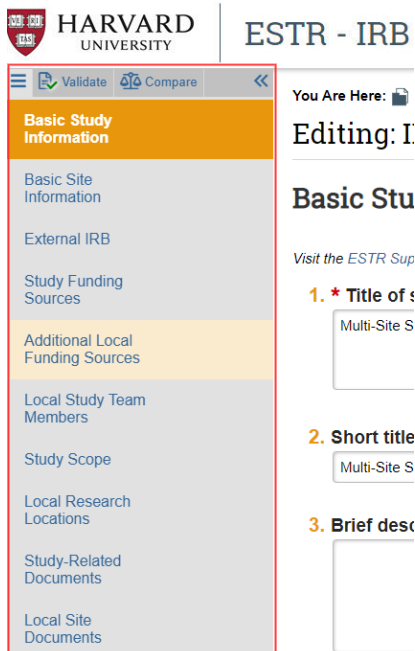 VE RI
TAS
HARVARD
UNIVERSITY
ESTR - IRB
Validate Compare
Basic Study
Information
Basic Site
Information
External IRB
Study Funding
Sources
Additional Local
Funding Sources
Local Study Team
Members
Study Scope
Local Research
Locations
Study-Related
Documents
Local Site
Documents
You Are Here:
Editing: I
Basic Stu
Visit the ESTR Sup
1. * Title of s
Multi-Site S
2. Short title
Multi-Site S
3. Brief desc